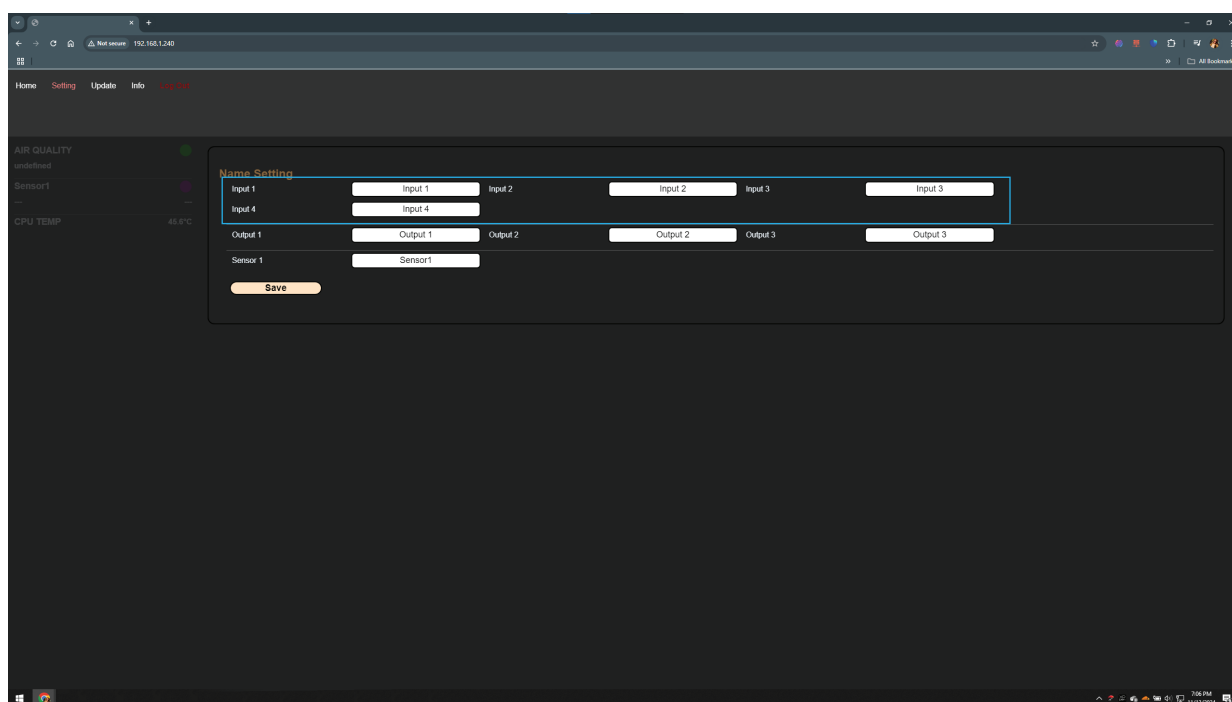 Not secure 192.168.1.240
All Bookmark
Home Setting Update Info
AIR QUALITY
undefined
Sensor1
--- ---
CPU TEMP 45.6°C
Name Setting
Input 1 Input 1 Input 2 Input 2 Input 3 Input 3
Input 4 Input 4
Output 1 Output 1 Output 2 Output 2 Output 3 Output 3
Sensor 1 Sensor1
Save
7:06 PM